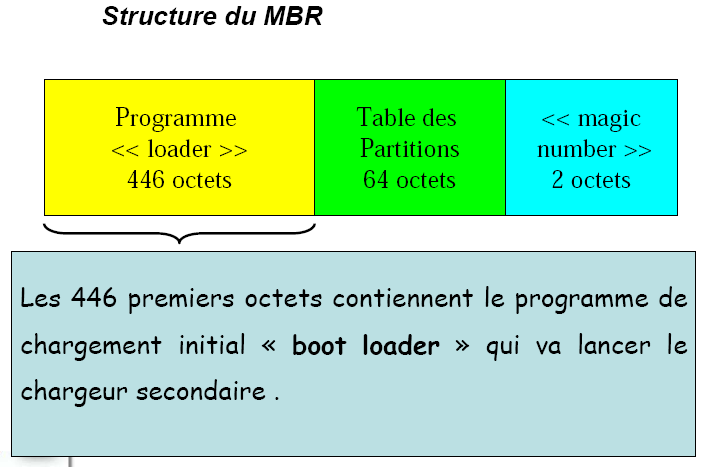 Structure du MBR
Programme
<< loader >>
446 octets
Table des
Partitions
64 octets
<< magic
number >>
2 octets
Les 446 premiers octets contiennent le programme de
chargement initial « boot loader » qui va lancer le
chargeur secondaire .